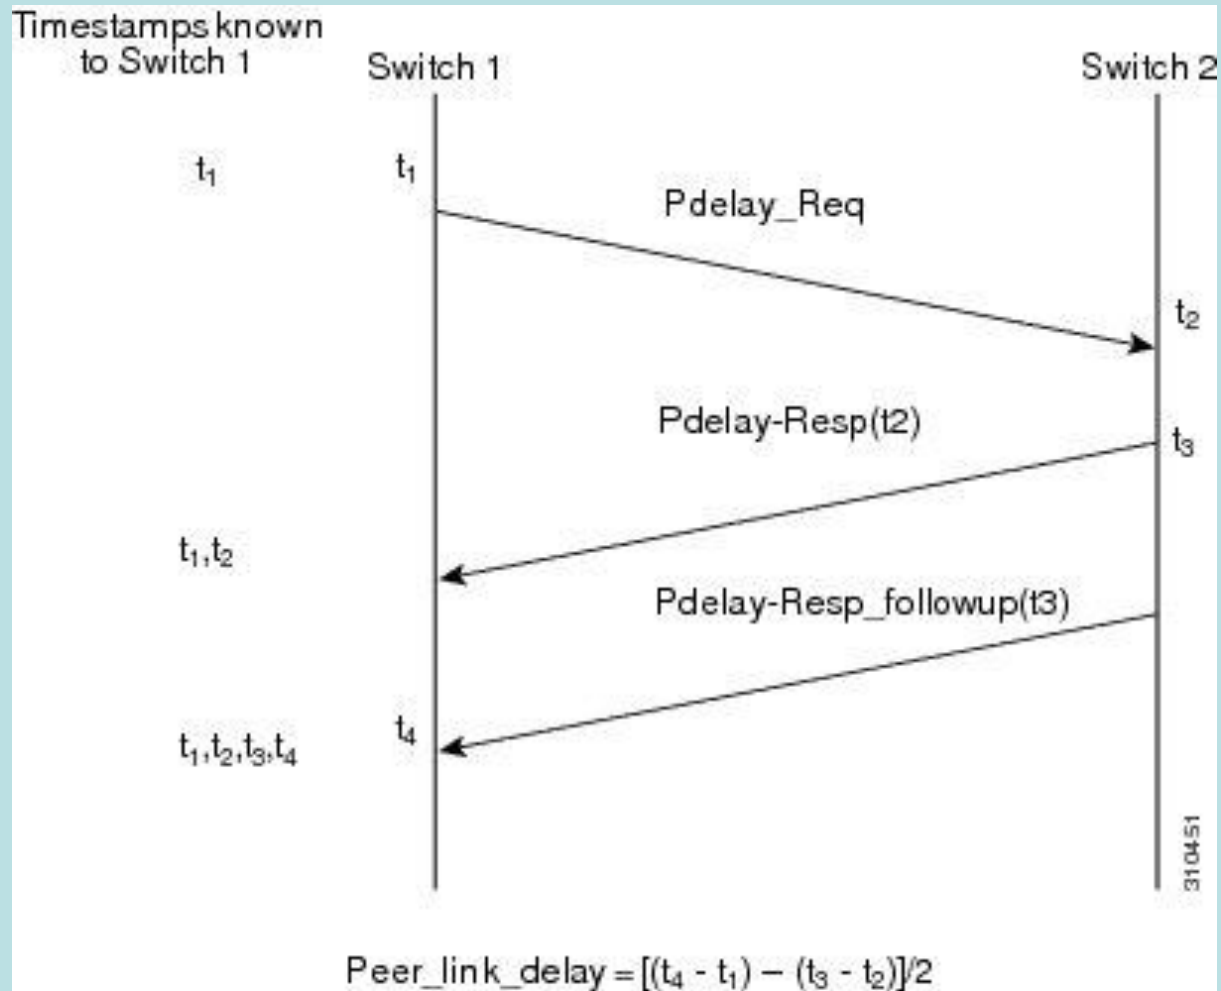 Timestamps known
to Switch 1
Switch 1
Switch 2
t₁
t₁
Pdelay_Req
t₂
Pdelay-Resp(t2)
t₃
t₁,t₂
Pdelay-Resp_followup(t3)
t₄
t₁,t₂,t₃,t₄
310451
Peer_link_delay = [(t₄ - t₁) – (t₃ - t₂)]/2